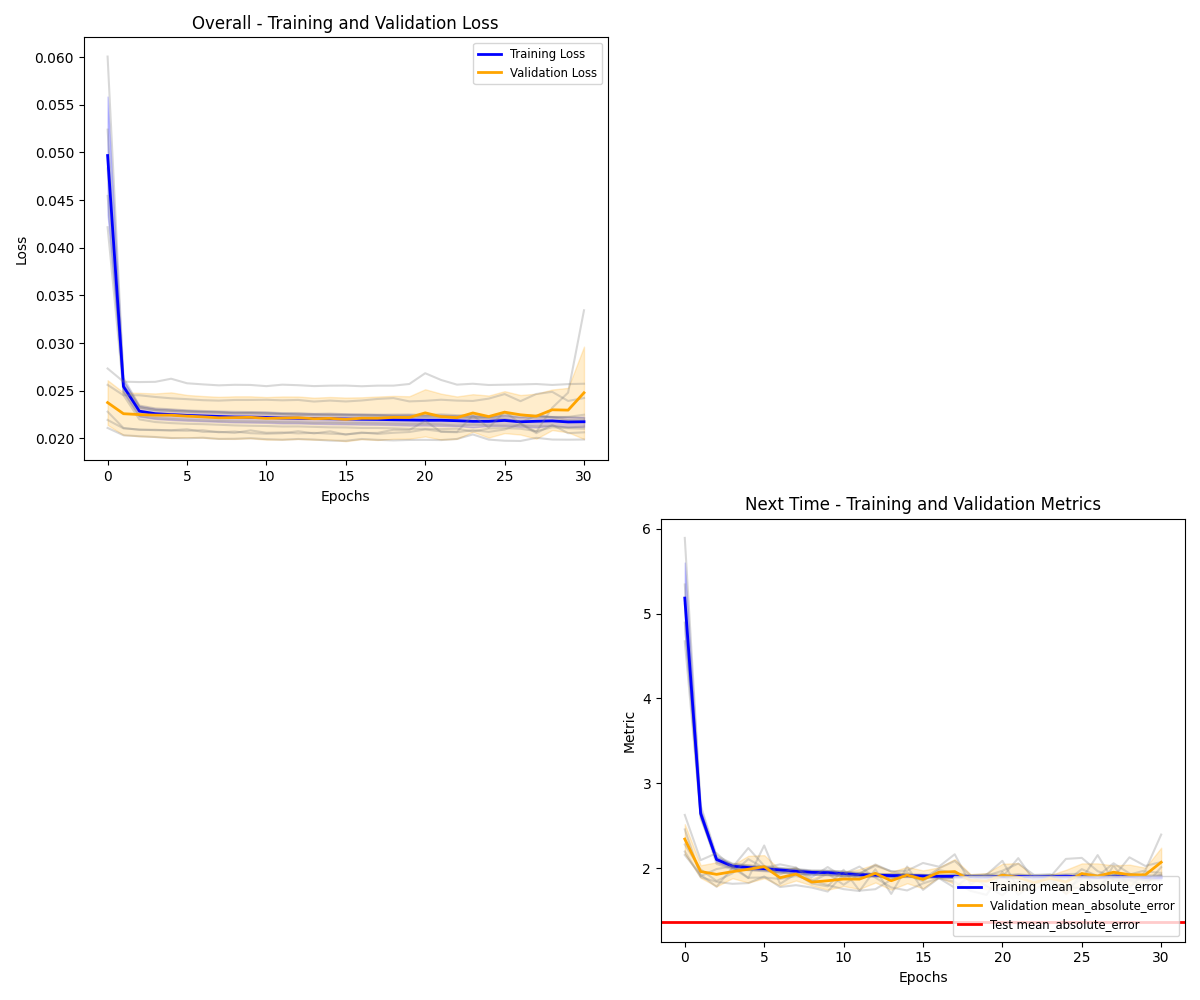 Overall - Training and Validation Loss
Training Loss
Validation Loss
0.060
0.055
0.050
0.045
0.040
0.035
0.030
0.025
0.020
Loss
0 5 10 15 20 25 30
Epochs
Next Time - Training and Validation Metrics
6
5
4
3
2
Metric
Training mean_absolute_error
Validation mean_absolute_error
Test mean_absolute_error
0 5 10 15 20 25 30
Epochs